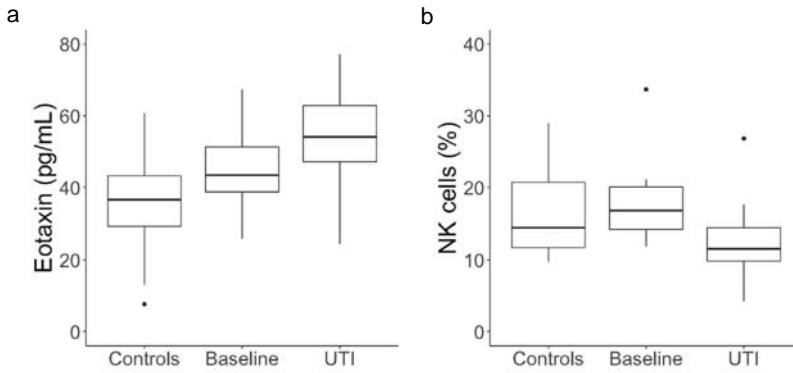 a
Eotaxin (pg/mL)
80
60
40
20
0
Controls Baseline UTI
b
NK cells (%)
40
30
20
10
0
Controls Baseline UTI